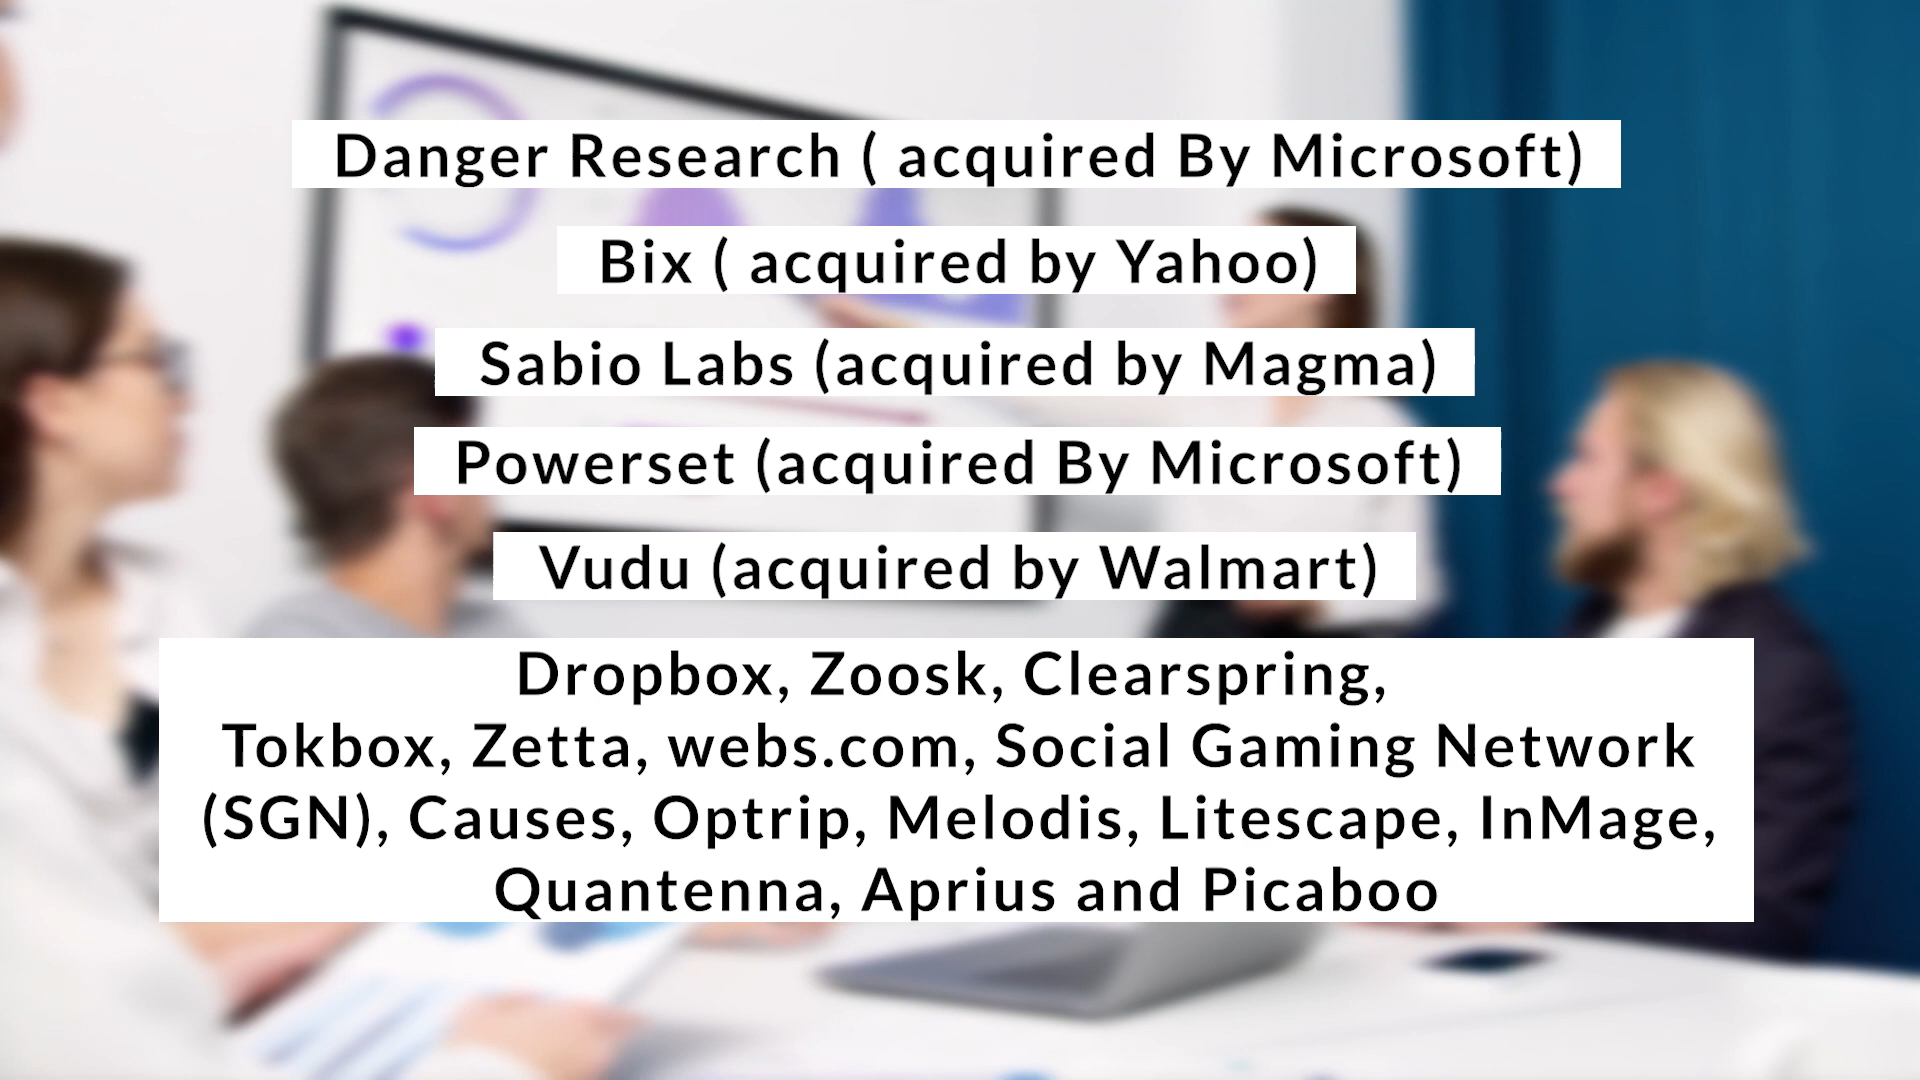 Danger Research ( acquired By Microsoft)
Bix ( acquired by Yahoo)
Sabio Labs (acquired by Magma)
Powerset (acquired By Microsoft)
Vudu (acquired by Walmart)
Dropbox, Zoosk, Clearspring,
Tokbox, Zetta, webs.com, Social Gaming Network
(SGN), Causes, Optrip, Melodis, Litescape, InMage,
Quantenna, Aprius and Picaboo